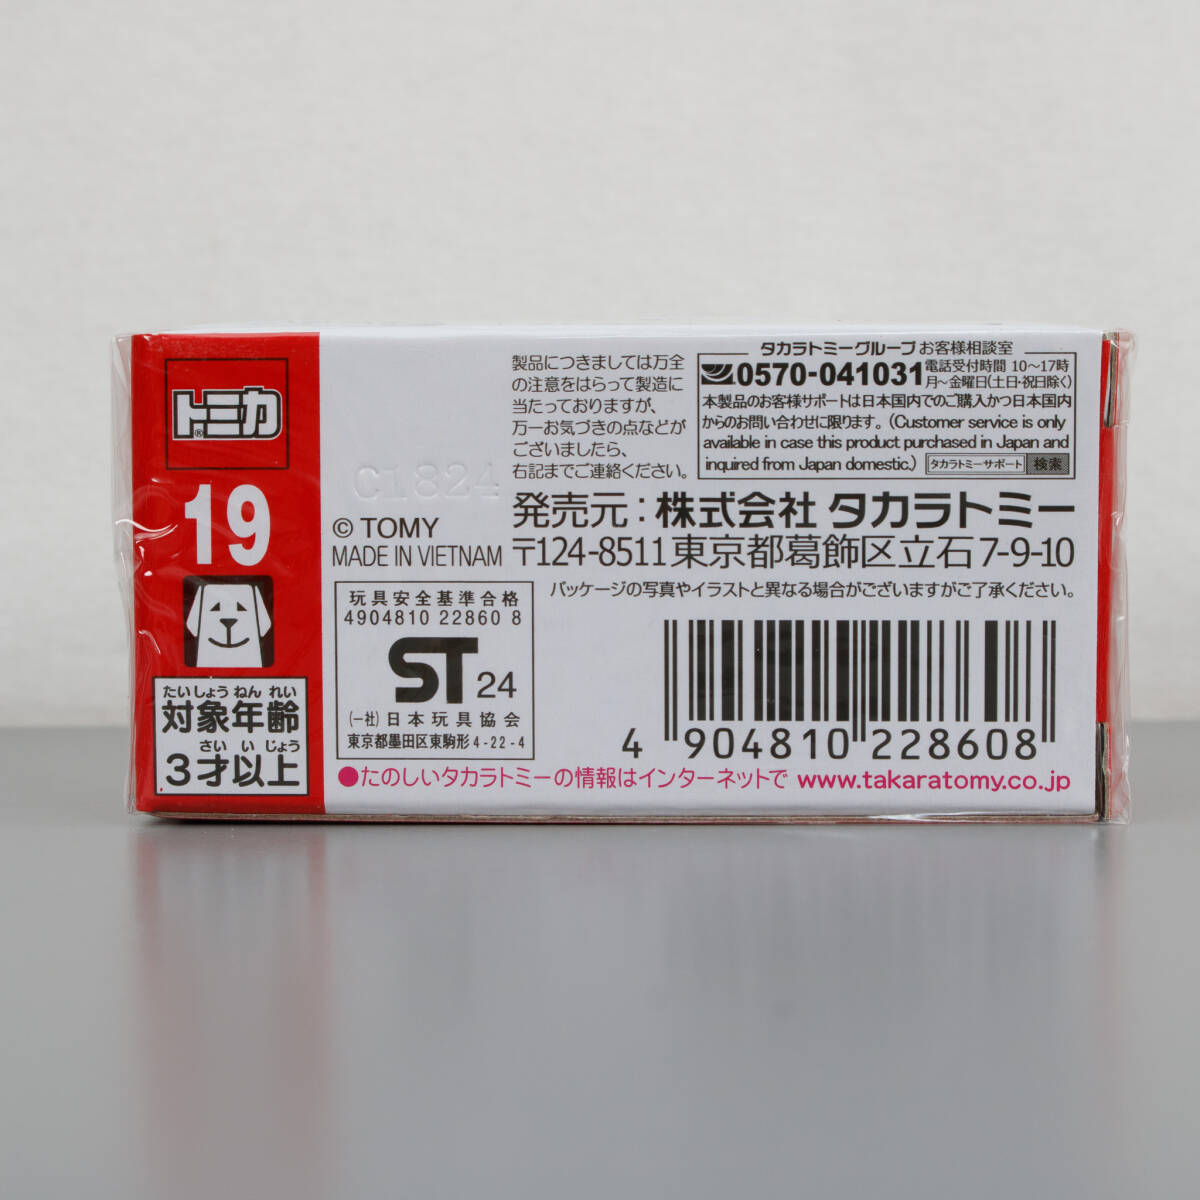 トミカ®
19
たいしょうねんれい
対象年齢
さいいじょう
3才以上
C1824
© TOMY
MADE IN VIETNAM
玩具安全基準合格
4904810 22860 8
ST 24
(一社)日本玩具協会
東京都墨田区東駒形4-22-4
製品につきましては万全
の注意をはらって製造に
当たっておりますが、
万一お気づきの点などが
ございましたら、
右記までご連絡ください。
タカラトミーグループ お客様相談室
0570-041031 電話受付時間 10〜17時
月〜金曜日(土日・祝日除く)
本製品のお客様サポートは日本国内でのご購入かつ日本国内
からのお問い合わせに限ります。(Customer service is only
available in case this product purchased in Japan and
inquired from Japan domestic.) タカラトミーサポート 検索
発売元:株式会社 タカラトミー
〒124-8511東京都葛飾区立石7-9-10
パッケージの写真やイラストと異なる場合がございますがご了承ください。
4 904810 228608
●たのしいタカラトミーの情報はインターネットで www.takaratomy.co.jp